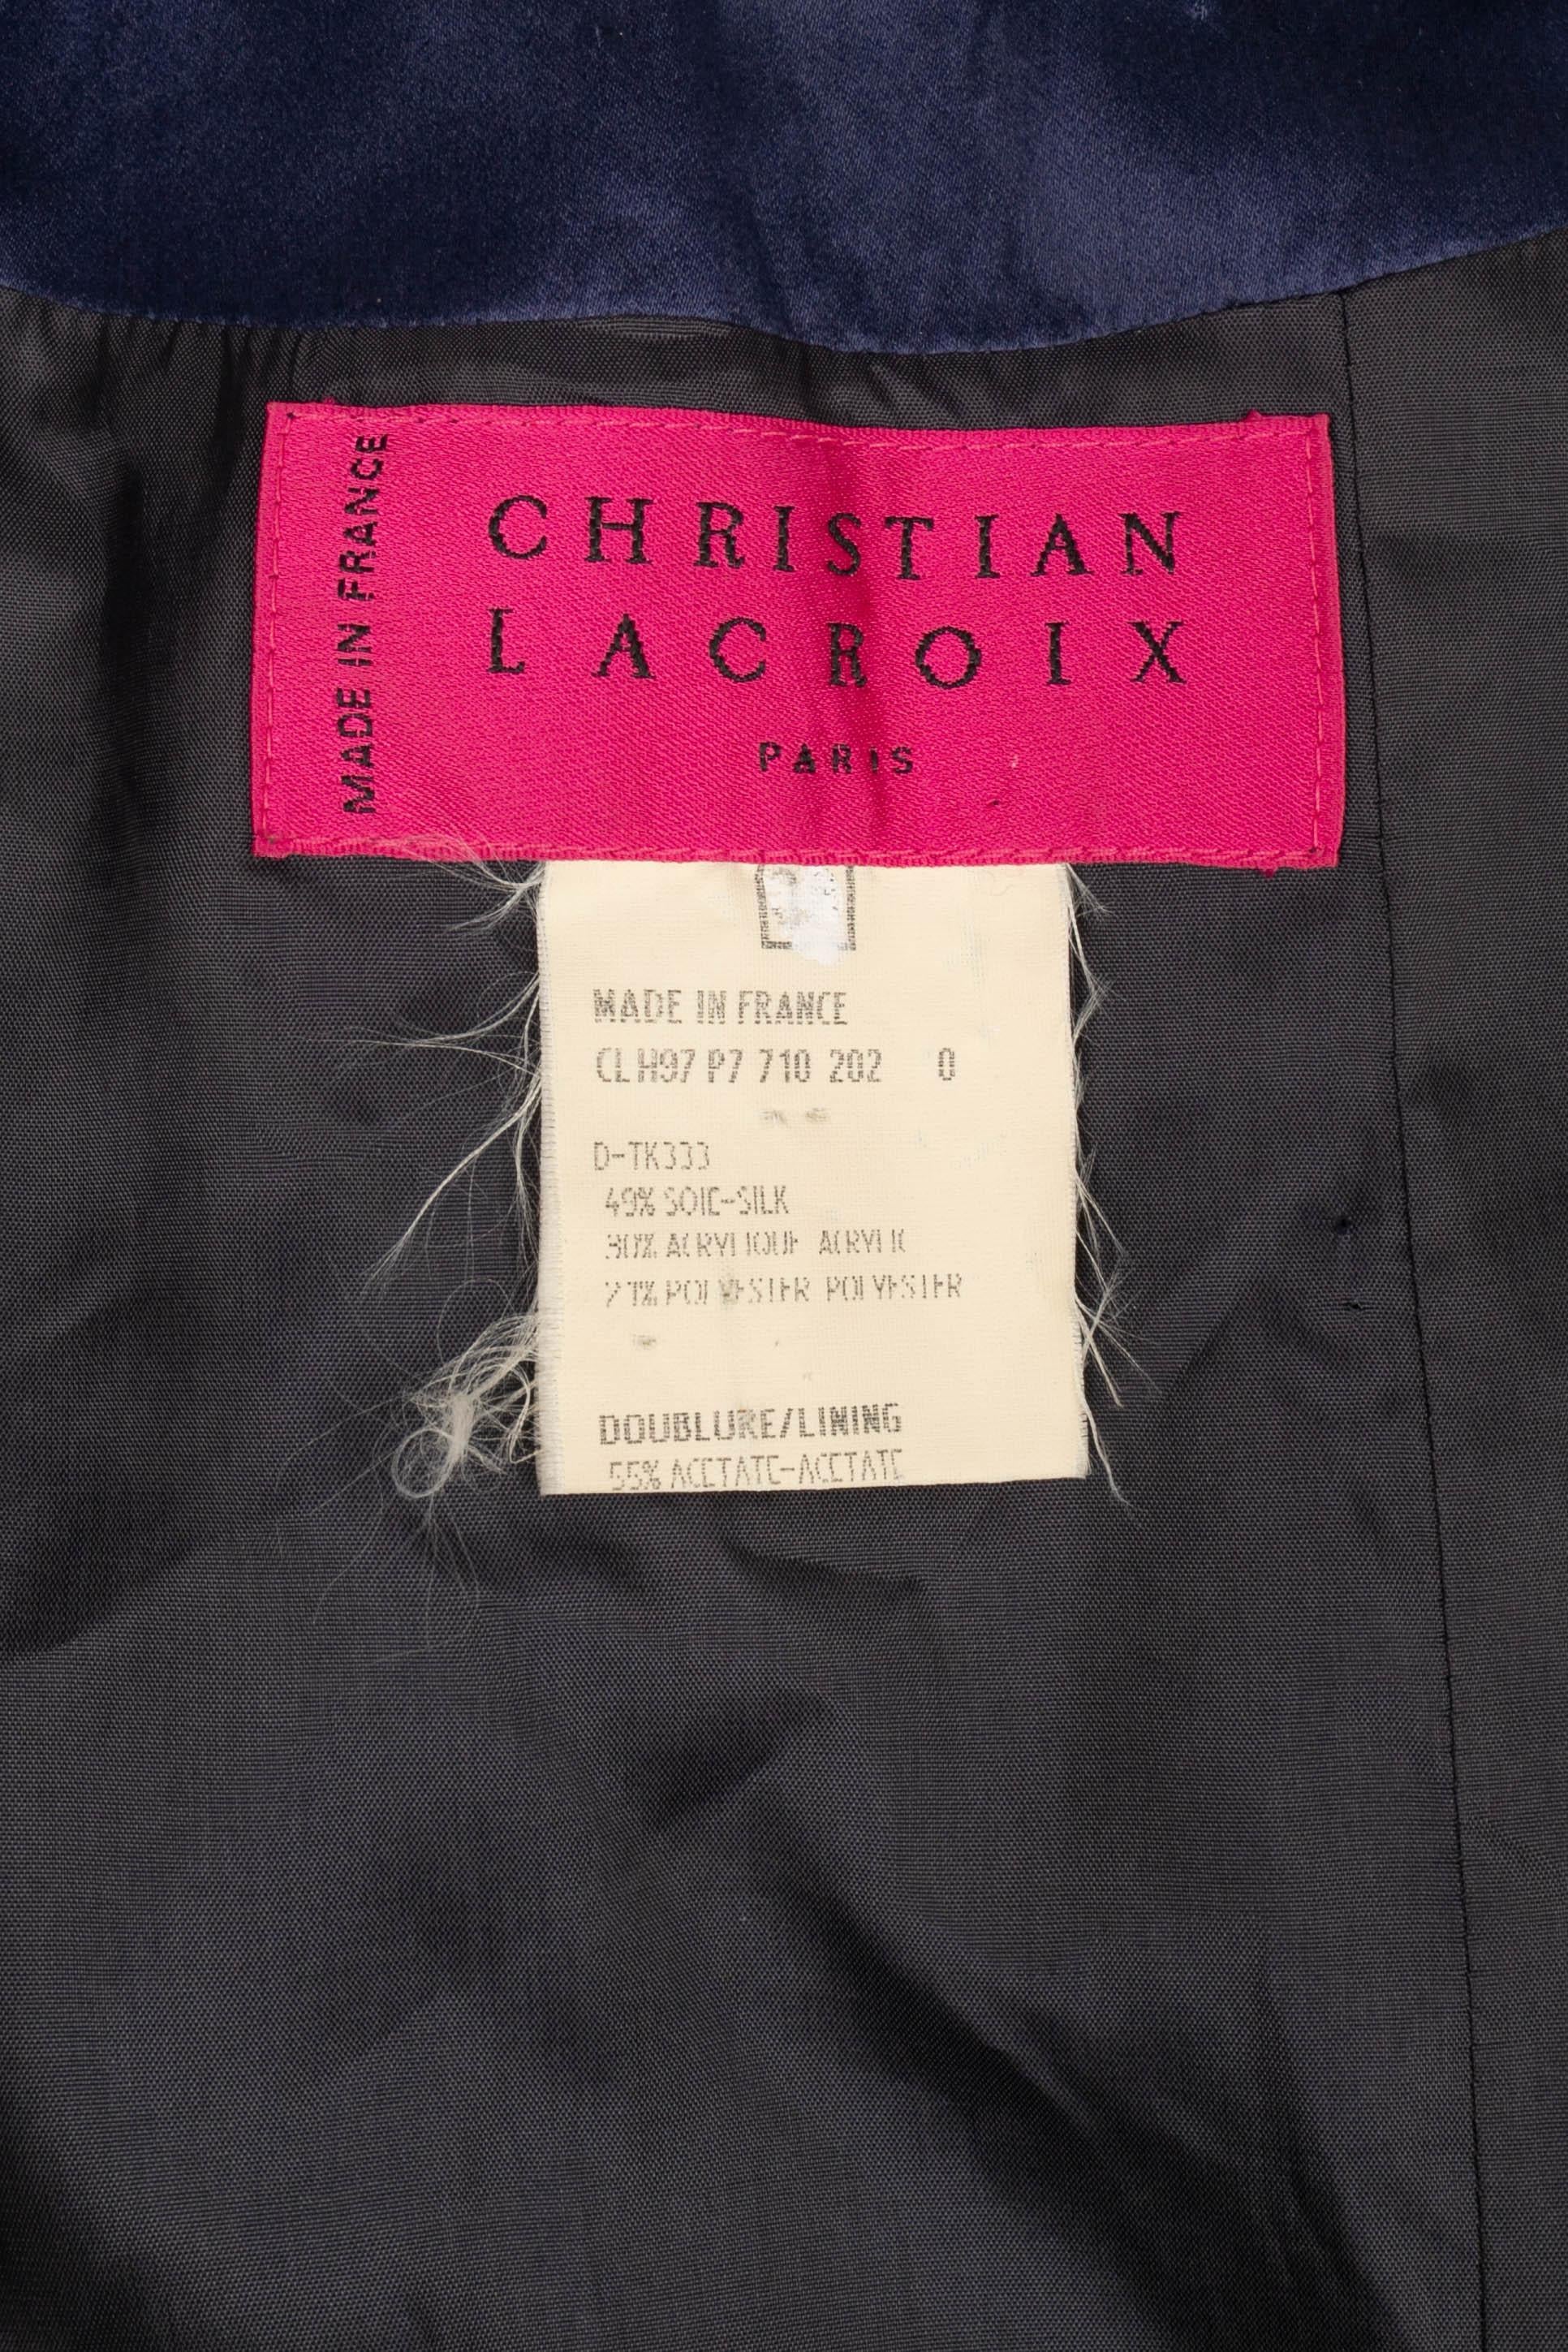 MADE IN FRANCE
CHRISTIAN
LACROIX
PARIS
MADE IN FRANCE
CL H97 P7 710 202 0
D-TK333
49% SOIE-SILK
30% ACRYLIQUE ACRYLIC
21% POLYESTER POLYESTER
DOUBLURE/LINING
55% ACETATE-ACETATE